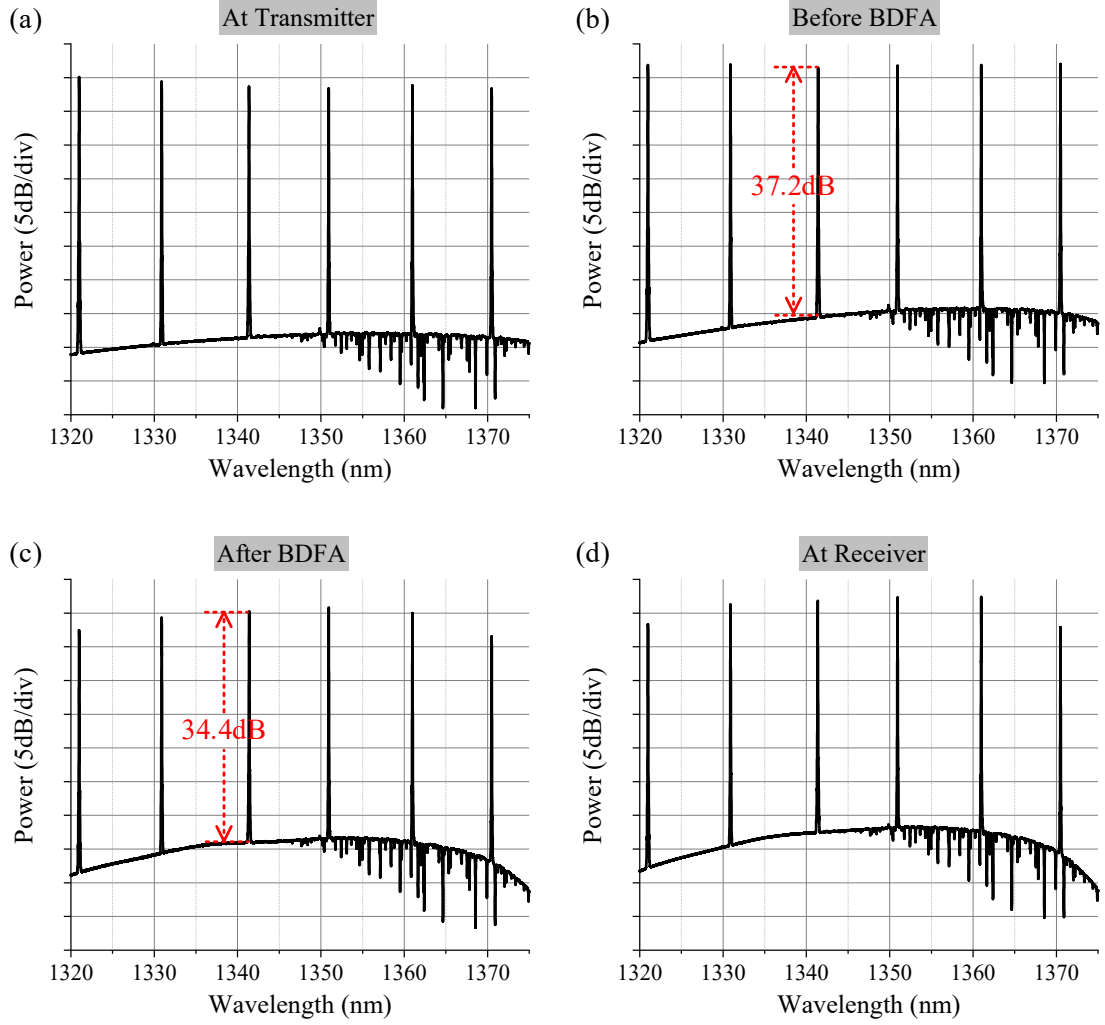 (a)
At Transmitter
Power (5dB/div)
1320 1330 1340 1350 1360 1370
Wavelength (nm)
(b)
Before BDFA
37.2dB
Power (5dB/div)
1320 1330 1340 1350 1360 1370
Wavelength (nm)
(c)
After BDFA
34.4dB
Power (5dB/div)
1320 1330 1340 1350 1360 1370
Wavelength (nm)
(d)
At Receiver
Power (5dB/div)
1320 1330 1340 1350 1360 1370
Wavelength (nm)